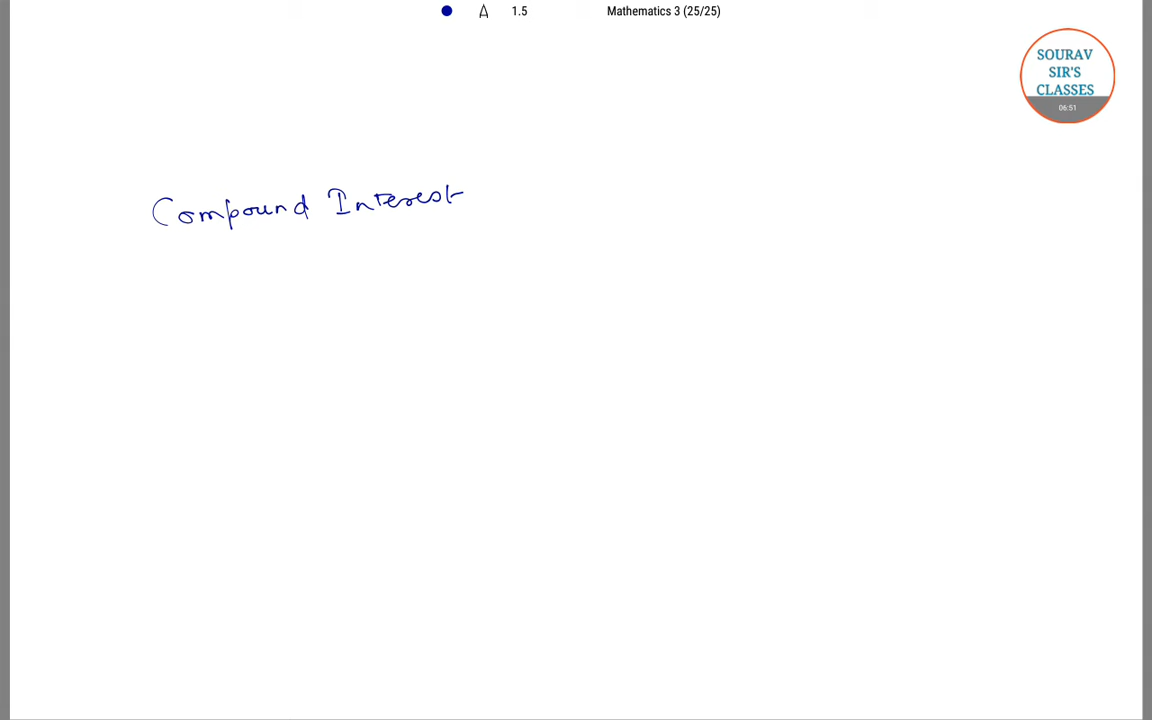 1.5 Mathematics 3 (25/25)
SOURAV
SIR'S
CLASSES
06:51
Compound Interest